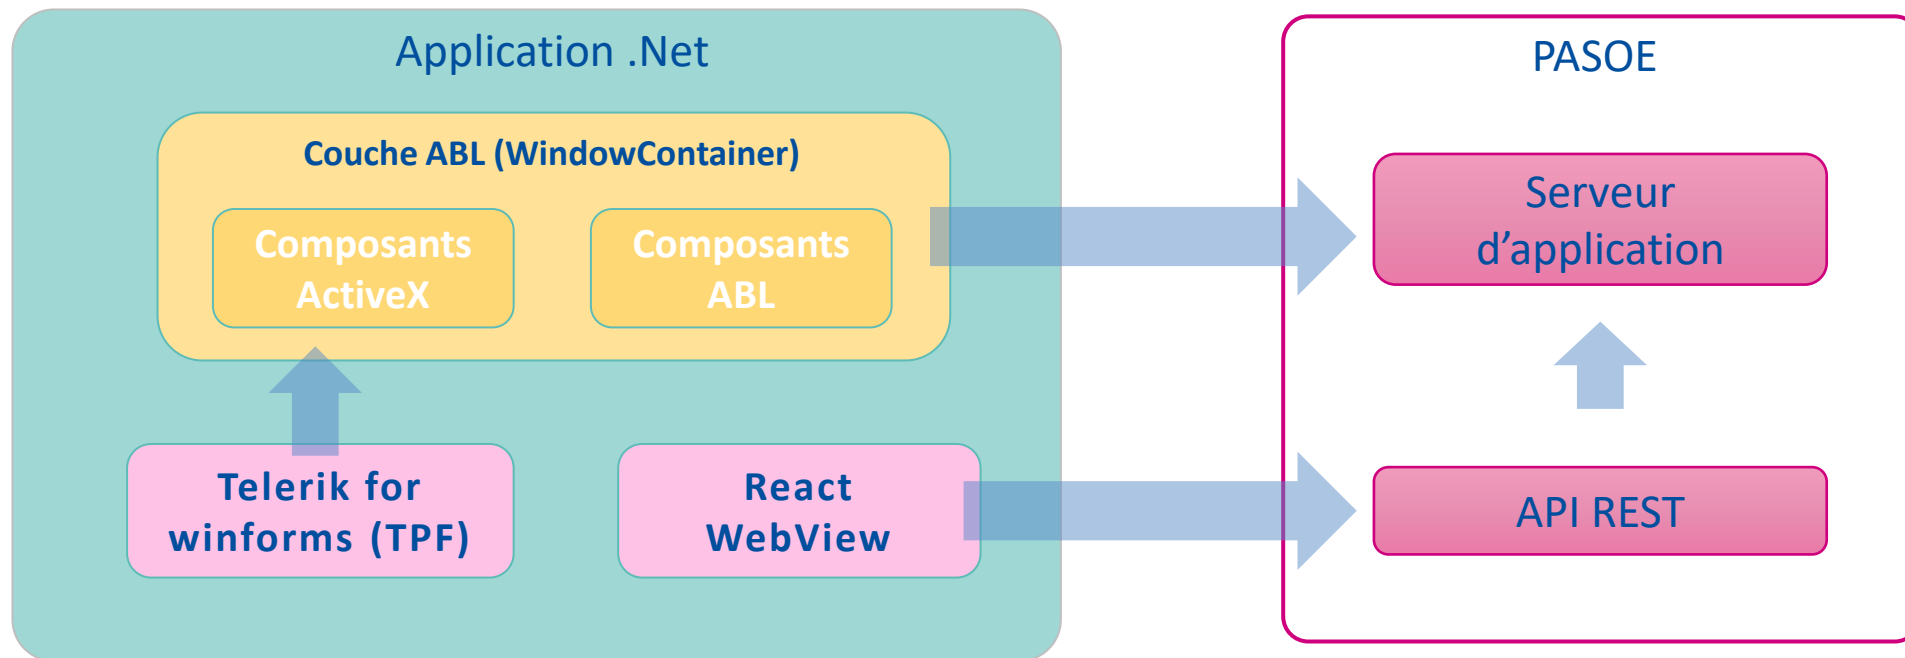 Application .Net
Couche ABL (WindowContainer)
Composants
ActiveX
Composants
ABL
Telerik for
winforms (TPF)
React
WebView
PASOE
Serveur
d’application
API REST